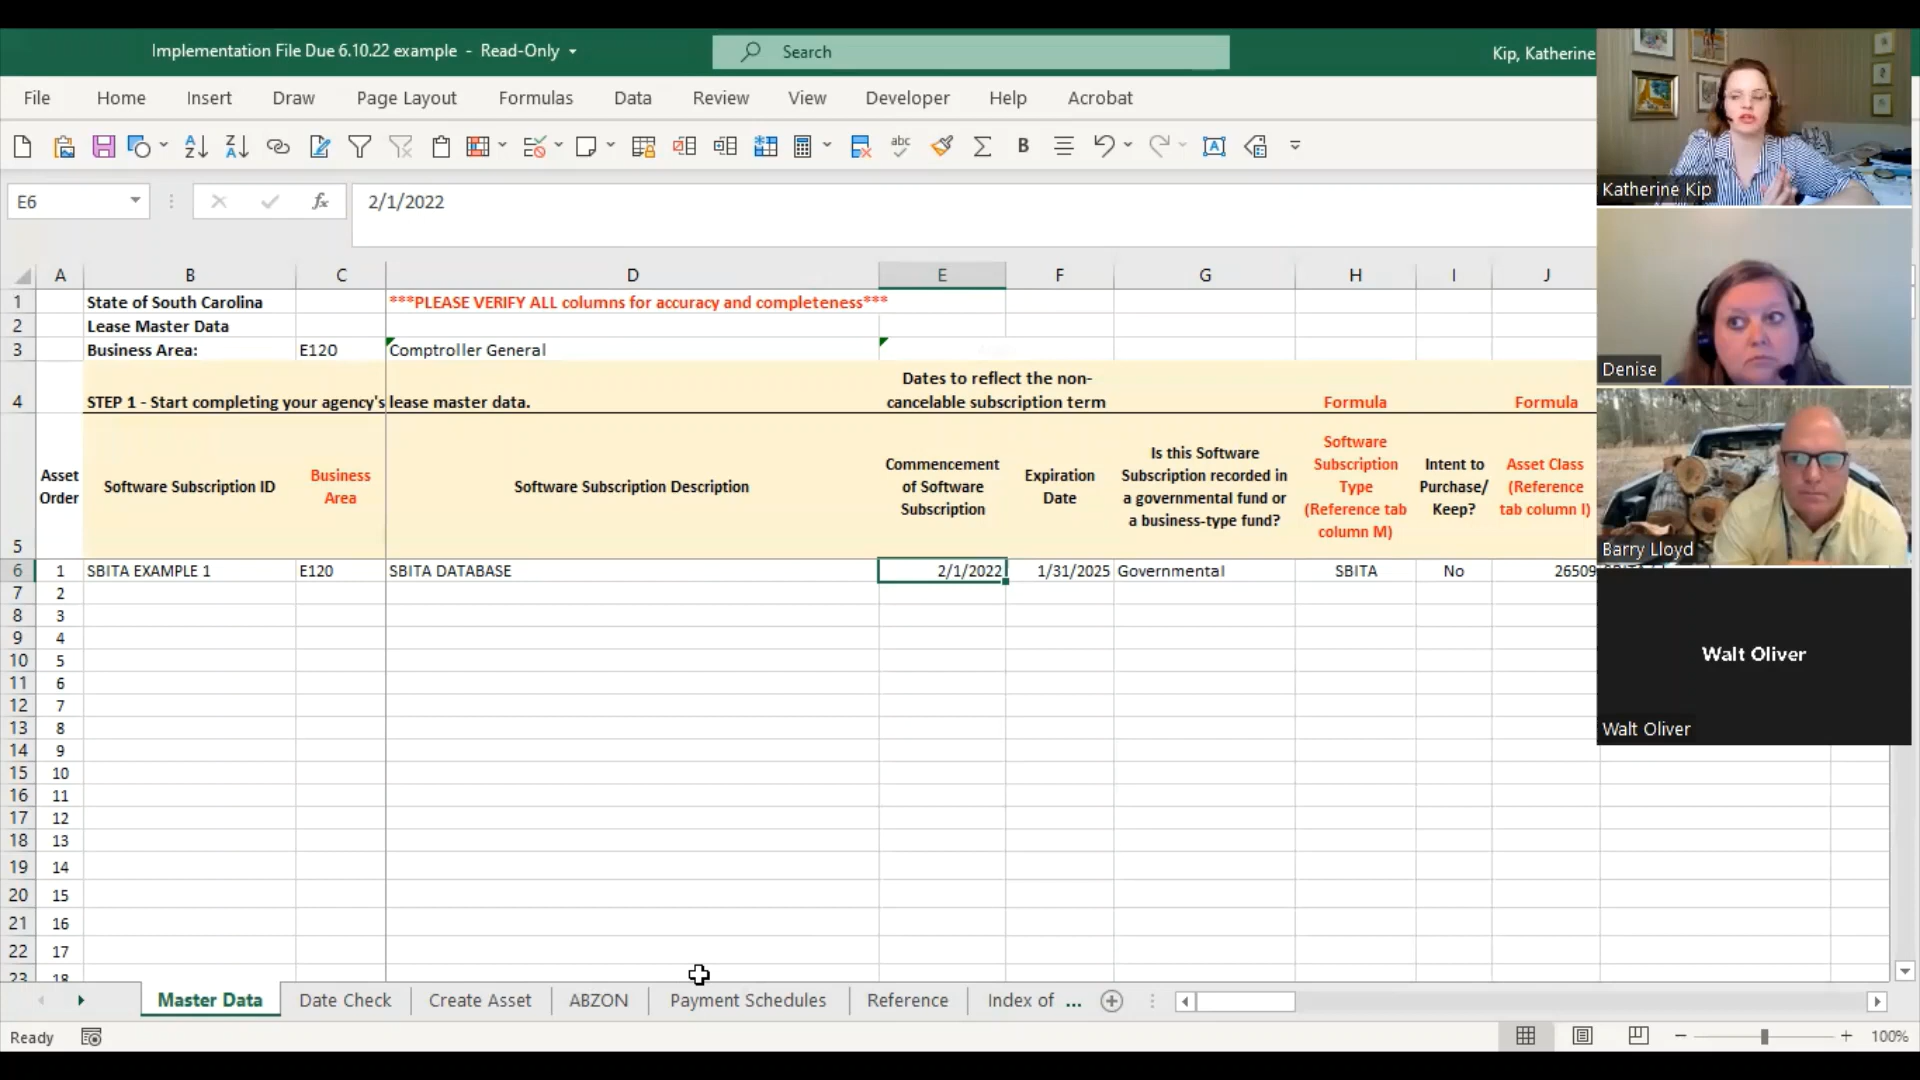 Implementation File Due 6.10.22 example - Read-Only
Search
Kip, Katherine
File Home Insert Draw Page Layout Formulas Data Review View Developer Help Acrobat
abc
B
E6
fx
2/1/2022
A B C D E F G H I J
1 State of South Carolina ***PLEASE VERIFY ALL columns for accuracy and completeness***
2 Lease Master Data
3 Business Area: E120 Comptroller General
4 STEP 1 - Start completing your agency's lease master data.
Dates to reflect the non-
cancelable subscription term
Formula
Formula
5
Asset
Order
Software Subscription ID
Business
Area
Software Subscription Description
Commencement
of Software
Subscription
Expiration
Date
Is this Software
Subscription recorded in
a governmental fund or
a business-type fund?
Software
Subscription
Type
(Reference tab
column M)
Intent to
Purchase/
Keep?
Asset Class
(Reference
tab column I)
6 1 SBITA EXAMPLE 1 E120 SBITA DATABASE 2/1/2022 1/31/2025 Governmental SBITA No 26509
7 2
8 3
9 4
10 5
11 6
12 7
13 8
14 9
15 10
16 11
17 12
18 13
19 14
20 15
21 16
22 17
23 18
Master Data Date Check Create Asset ABZON Payment Schedules Reference Index of ...
Ready
100%
Katherine Kip
Denise
Barry Lloyd
Walt Oliver
Walt Oliver